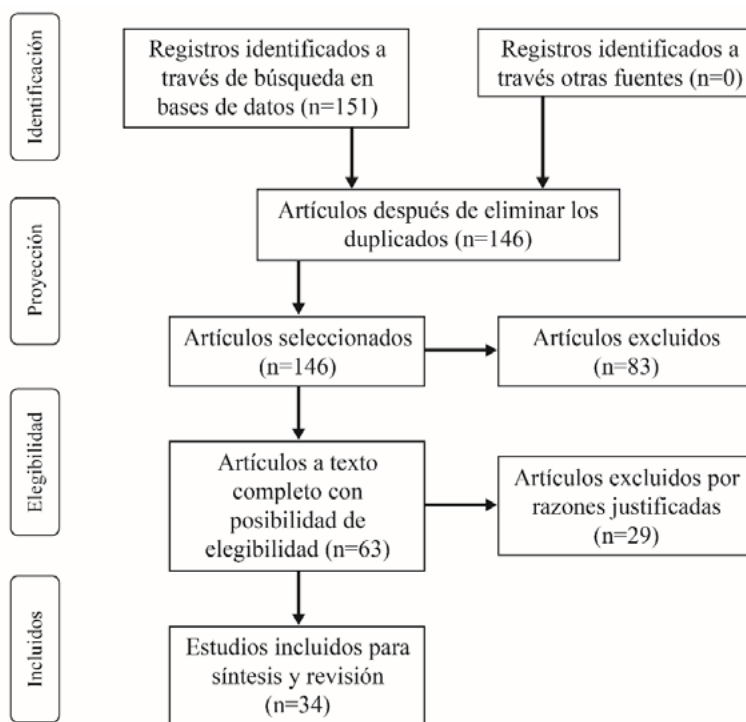 Identificación
Registros identificados a
través de búsqueda en
bases de datos (n=151)
Registros identificados a
través otras fuentes (n=0)
Proyección
Artículos después de eliminar los
duplicados (n=146)
Artículos seleccionados
(n=146)
Artículos excluidos
(n=83)
Elegibilidad
Artículos a texto
completo con
posibilidad de
elegibilidad (n=63)
Artículos excluidos por
razones justificadas
(n=29)
Incluidos
Estudios incluidos para
síntesis y revisión
(n=34)